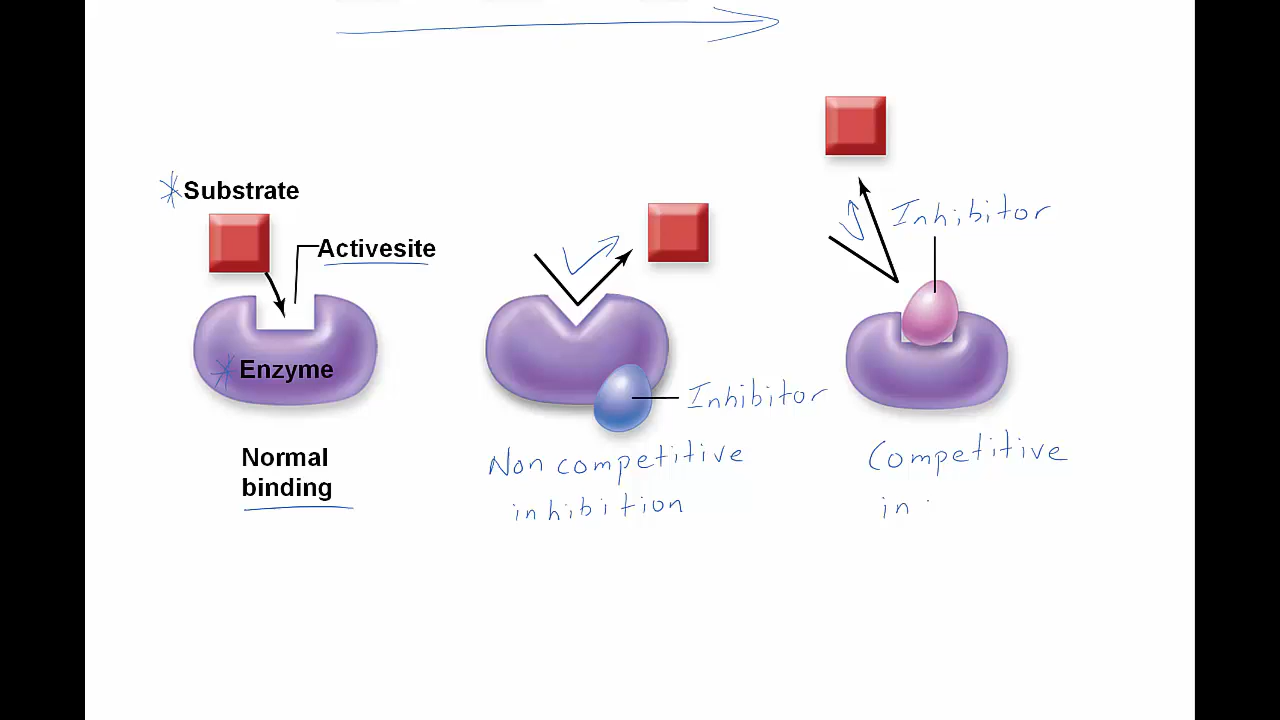 Substrate
Activesite
Enzyme
Normal
binding
Inhibitor
Non competitive
inhibition
Inhibitor
Competitive
in